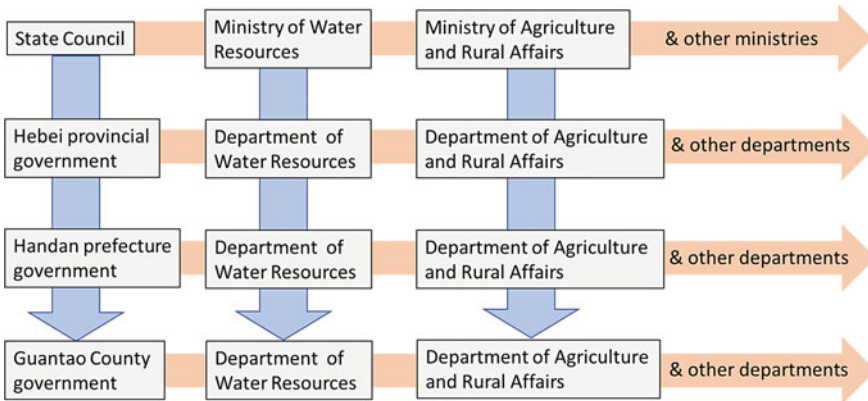 State Council
Ministry of Water
Resources
Ministry of Agriculture
and Rural Affairs
& other ministries
Hebei provincial
government
Department of
Water Resources
Department of Agriculture
and Rural Affairs
& other departments
Handan prefecture
government
Department of
Water Resources
Department of Agriculture
and Rural Affairs
& other departments
Guantao County
government
Department of
Water Resources
Department of Agriculture
and Rural Affairs
& other departments